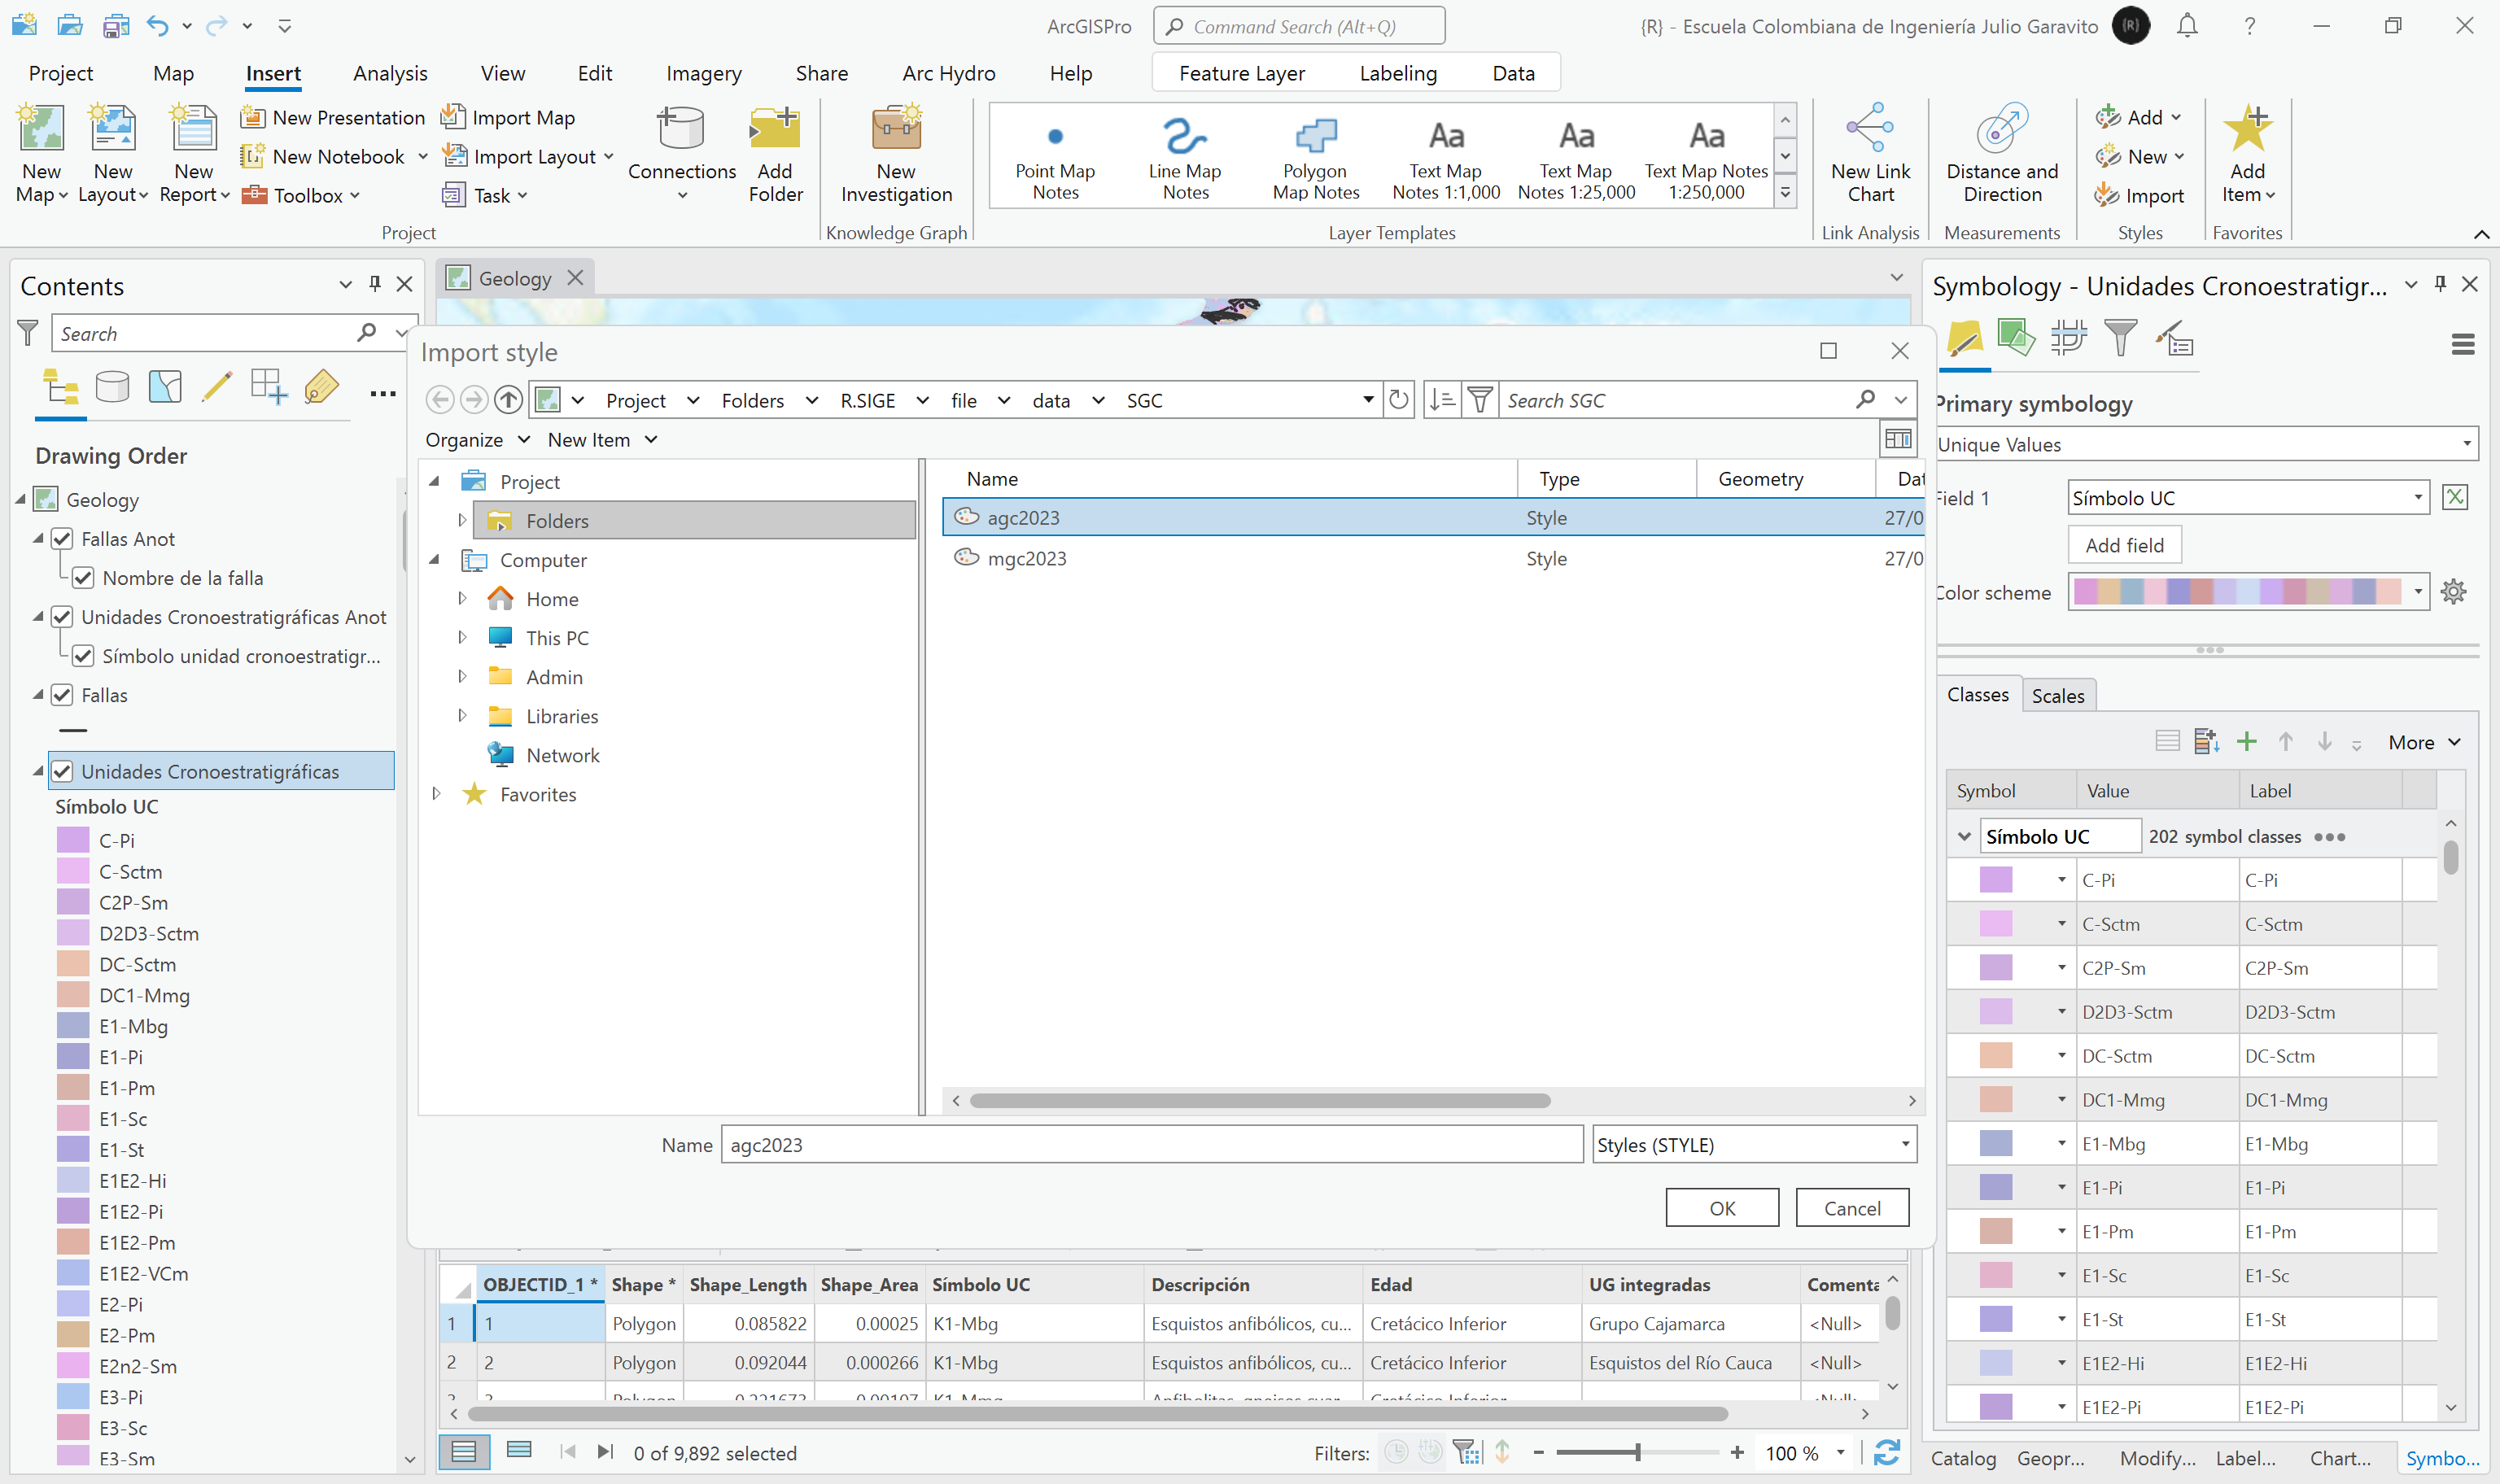 ArcGISPro
Command Search (Alt+Q)
{R} - Escuela Colombiana de Ingeniería Julio Garavito
{R}
Project Map Insert Analysis View Edit Imagery Share Arc Hydro Help Feature Layer Labeling Data
New Map
New Layout
New Report
New Presentation
New Notebook
Toolbox
Import Map
Import Layout
Task
Connections
Add Folder
Project
New Investigation
Knowledge Graph
Aa Aa Aa
Point Map Notes
Line Map Notes
Polygon Map Notes
Text Map Notes 1:1,000
Text Map Notes 1:25,000
Text Map Notes 1:250,000
Layer Templates
New Link Chart
Link Analysis
Distance and Direction
Measurements
Add
New
Import
Styles
Add Item
Favorites
Contents
Search
Drawing Order
Geology
Fallas Anot
Nombre de la falla
Unidades Cronoestratigráficas Anot
Símbolo unidad cronoestratigr...
Fallas
Unidades Cronoestratigráficas
Símbolo UC
C-Pi
C-Sctm
C2P-Sm
D2D3-Sctm
DC-Sctm
DC1-Mmg
E1-Mbg
E1-Pi
E1-Pm
E1-Sc
E1-St
E1E2-Hi
E1E2-Pi
E1E2-Pm
E1E2-VCm
E2-Pi
E2-Pm
E2n2-Sm
E3-Pi
E3-Sc
E3-Sm
Geology
Import style
Project Folders R.SIGE file data SGC
Search SGC
Organize New Item
Project
Folders
Computer
Home
This PC
Admin
Libraries
Network
Favorites
Name Type Geometry Dat
agc2023 Style 27/0
mgc2023 Style 27/0
Name agc2023 Styles (STYLE)
OK Cancel
OBJECTID_1 * Shape * Shape_Length Shape_Area Símbolo UC Descripción Edad UG integradas Comenta
1 1 Polygon 0.085822 0.00025 K1-Mbg Esquistos anfibólicos, cu... Cretácico Inferior Grupo Cajamarca <Null>
2 2 Polygon 0.092044 0.000266 K1-Mbg Esquistos anfibólicos, cu... Cretácico Inferior Esquistos del Río Cauca <Null>
0 of 9,892 selected
Filters:
100 %
Symbology - Unidades Cronoestratigr...
Primary symbology
Unique Values
Field 1 Símbolo UC
Add field
Color scheme
Classes Scales
More
Symbol Value Label
Símbolo UC 202 symbol classes
C-Pi C-Pi
C-Sctm C-Sctm
C2P-Sm C2P-Sm
D2D3-Sctm D2D3-Sctm
DC-Sctm DC-Sctm
DC1-Mmg DC1-Mmg
E1-Mbg E1-Mbg
E1-Pi E1-Pi
E1-Pm E1-Pm
E1-Sc E1-Sc
E1-St E1-St
E1E2-Hi E1E2-Hi
E1E2-Pi E1E2-Pi
Catalog Geopr... Modify... Label... Chart... Symbo...